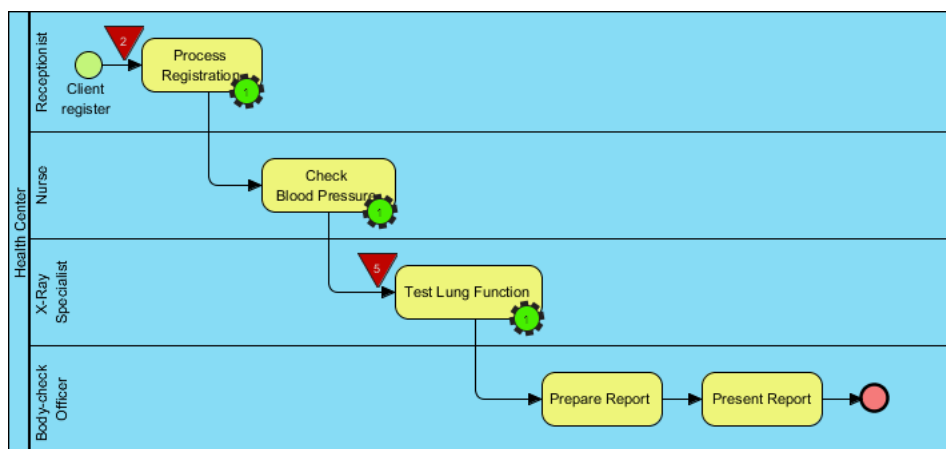 Health Center
Receptionist
Client
register
2
Process
Registration
1
Nurse
Check
Blood Pressure
1
X-Ray
Specialist
5
Test Lung Function
1
Body-check
Officer
Prepare Report
Present Report